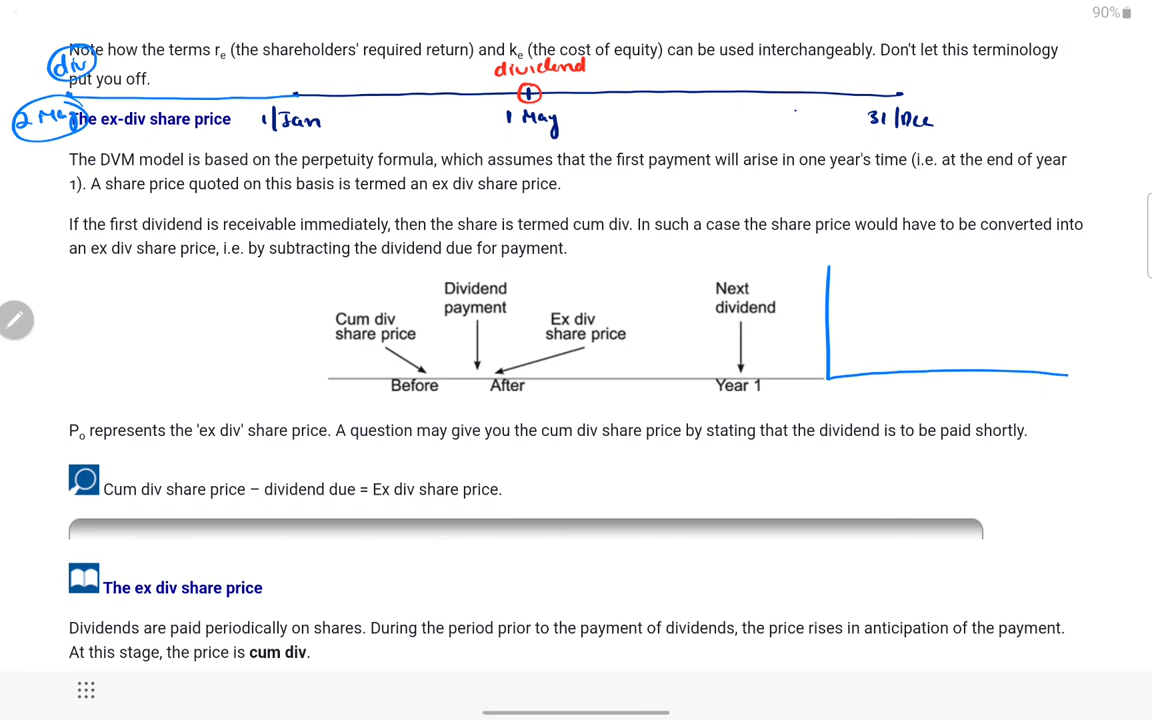 90%
Note how the terms re (the shareholders' required return) and ke (the cost of equity) can be used interchangeably. Don't let this terminology
div
dividend
put you off.
2 May
The ex-div share price
1/Jan
1 May
31/Dec
The DVM model is based on the perpetuity formula, which assumes that the first payment will arise in one year's time (i.e. at the end of year
1). A share price quoted on this basis is termed an ex div share price.
If the first dividend is receivable immediately, then the share is termed cum div. In such a case the share price would have to be converted into
an ex div share price, i.e. by subtracting the dividend due for payment.
Dividend
payment
Next
dividend
Cum div
share price
Ex div
share price
Before
After
Year 1
Po represents the 'ex div' share price. A question may give you the cum div share price by stating that the dividend is to be paid shortly.
Cum div share price – dividend due = Ex div share price.
The ex div share price
Dividends are paid periodically on shares. During the period prior to the payment of dividends, the price rises in anticipation of the payment.
At this stage, the price is cum div.